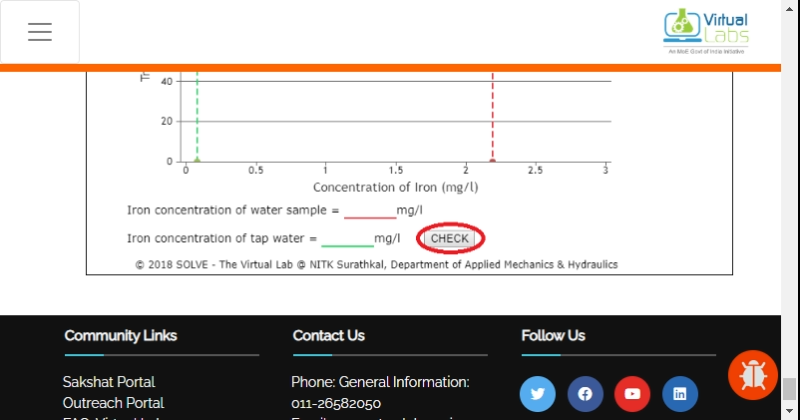 Virtual
Labs
An MoE Govt of India Initiative
40
20
0
0 0.5 1 1.5 2 2.5 3
Concentration of Iron (mg/l)
Iron concentration of water sample = ______ mg/l
Iron concentration of tap water = ______ mg/l CHECK
© 2018 SOLVE - The Virtual Lab @ NITK Surathkal, Department of Applied Mechanics & Hydraulics
Community Links Contact Us Follow Us
Sakshat Portal Phone: General Information:
Outreach Portal 011-26582050